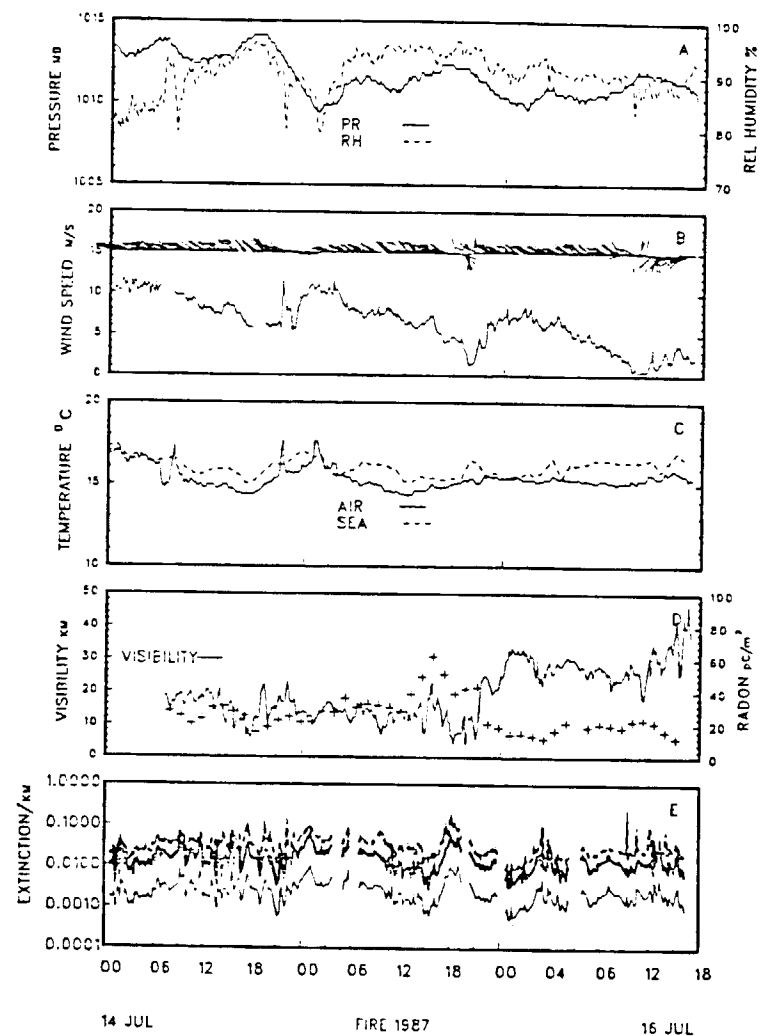 1015
1010
1005
PRESSURE MB
A
PR
RH
100
90
80
70
REL HUMIDITY %
20
15
10
5
0
WIND SPEED M/S
B
20
15
10
TEMPERATURE °C
C
AIR
SEA
50
40
30
20
10
0
VISIBILITY KM
VISIBILITY
D
100
80
60
40
20
0
RADON pC/m³
1.0000
0.1000
0.0100
0.0010
0.0001
EXTINCTION/KM
E
00 06 12 18 00 06 12 18 00 04 06 12 18
14 JUL FIRE 1987 16 JUL